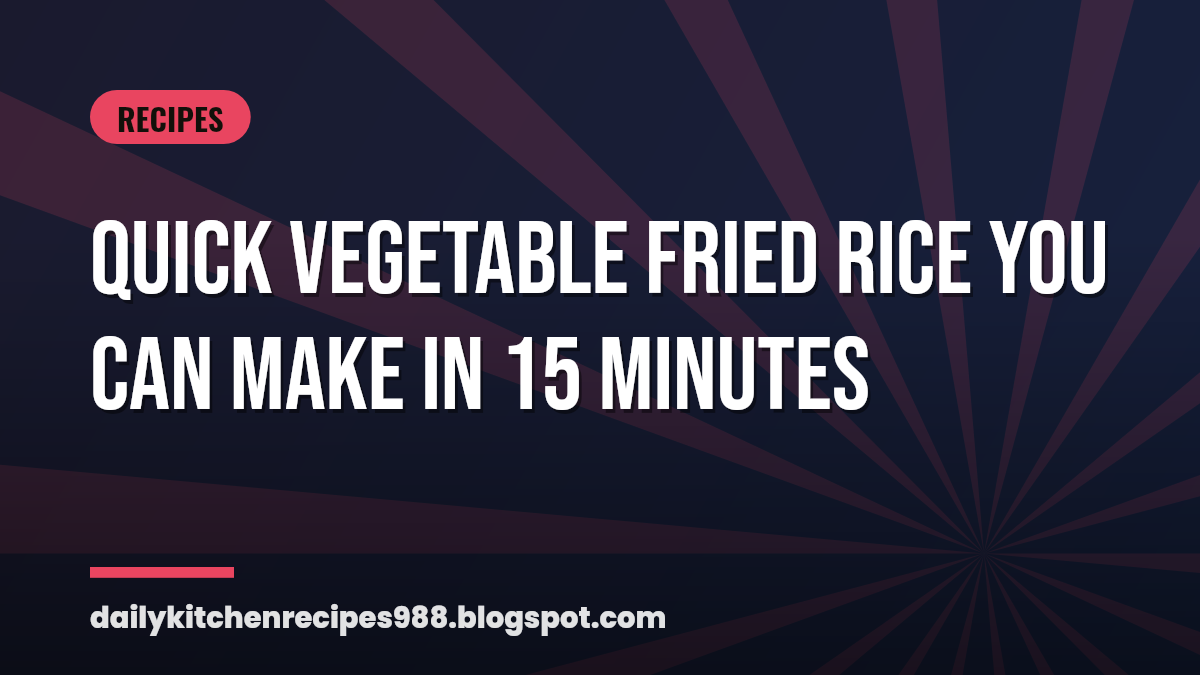 RECIPES
QUICK VEGETABLE FRIED RICE YOU
CAN MAKE IN 15 MINUTES
dailykitchenrecipes988.blogspot.com